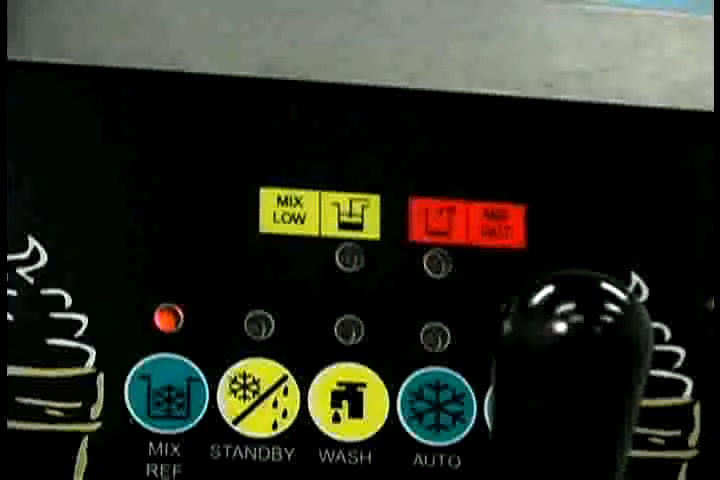 MIX
LOW
MIX
REF
STANDBY
WASH
AUTO